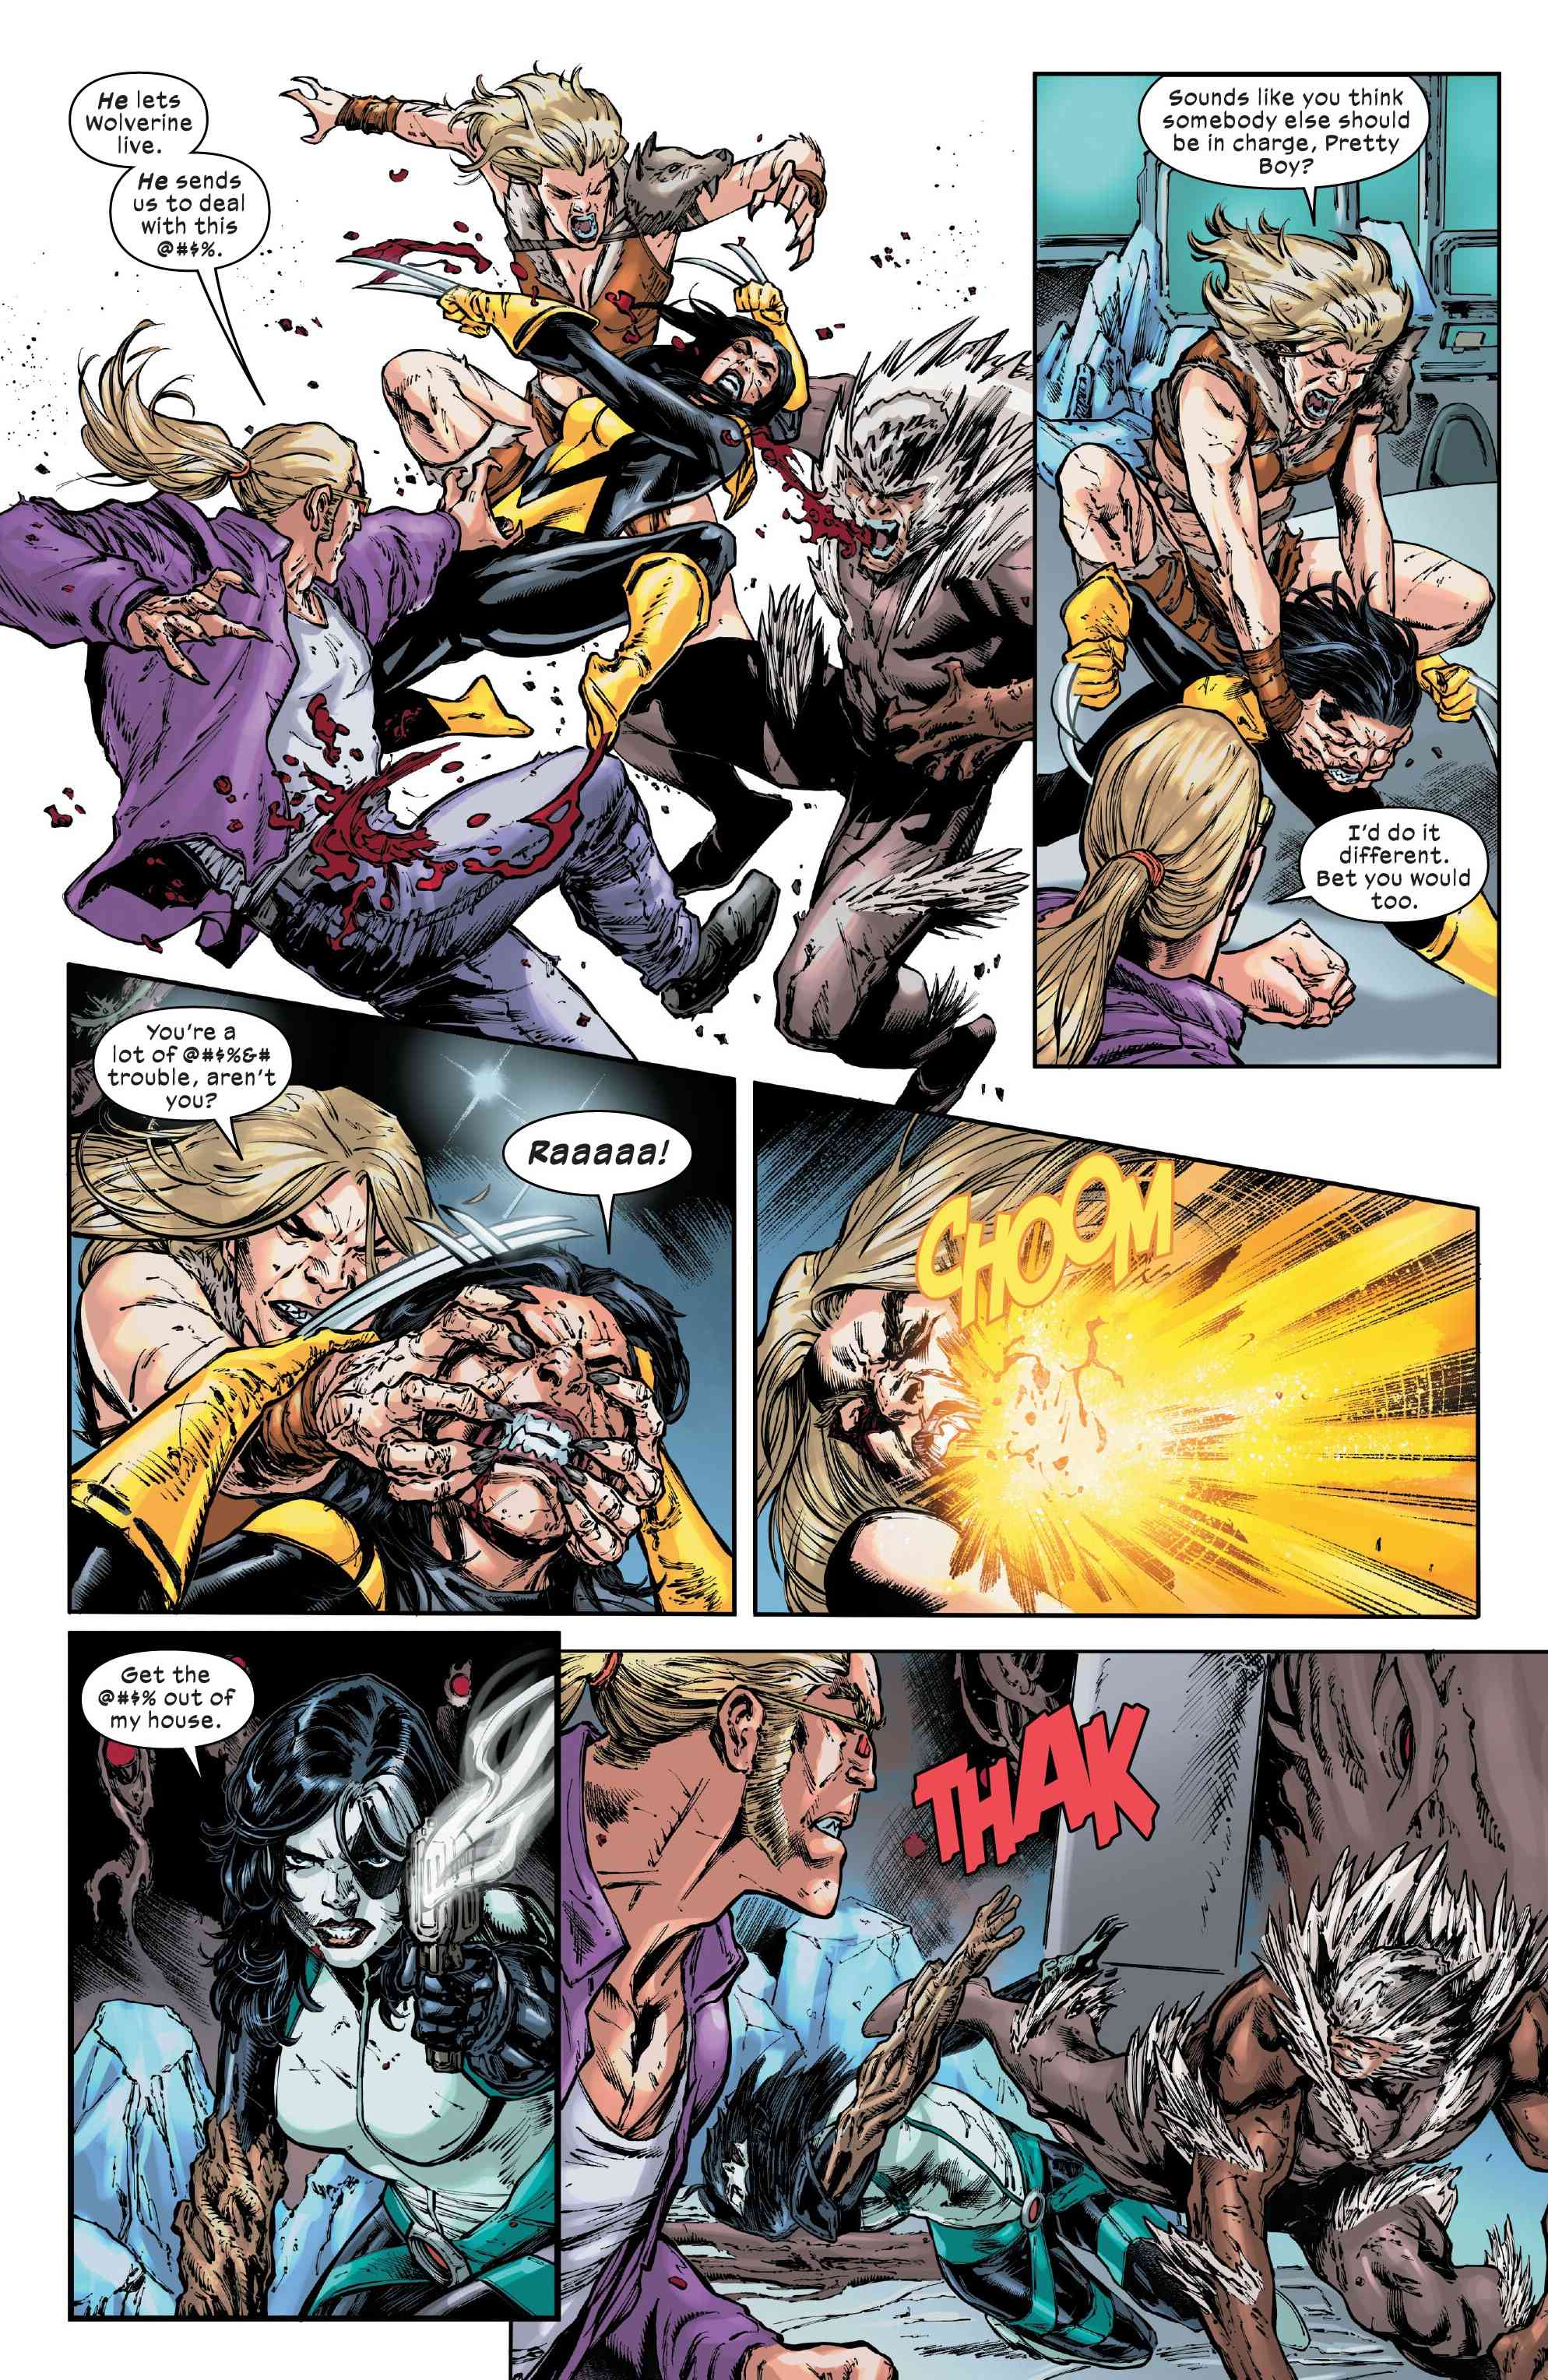 He lets
Wolverine
live.
He sends
us to deal
with this
@#$%.
Sounds like you think
somebody else should
be in charge, Pretty
Boy?
I'd do it
different.
Bet you would
too.
You're a
lot of @#$%&#
trouble, aren't
you?
Raaaaa!
CHOOM
Get the
@#$% out of
my house.
THAK